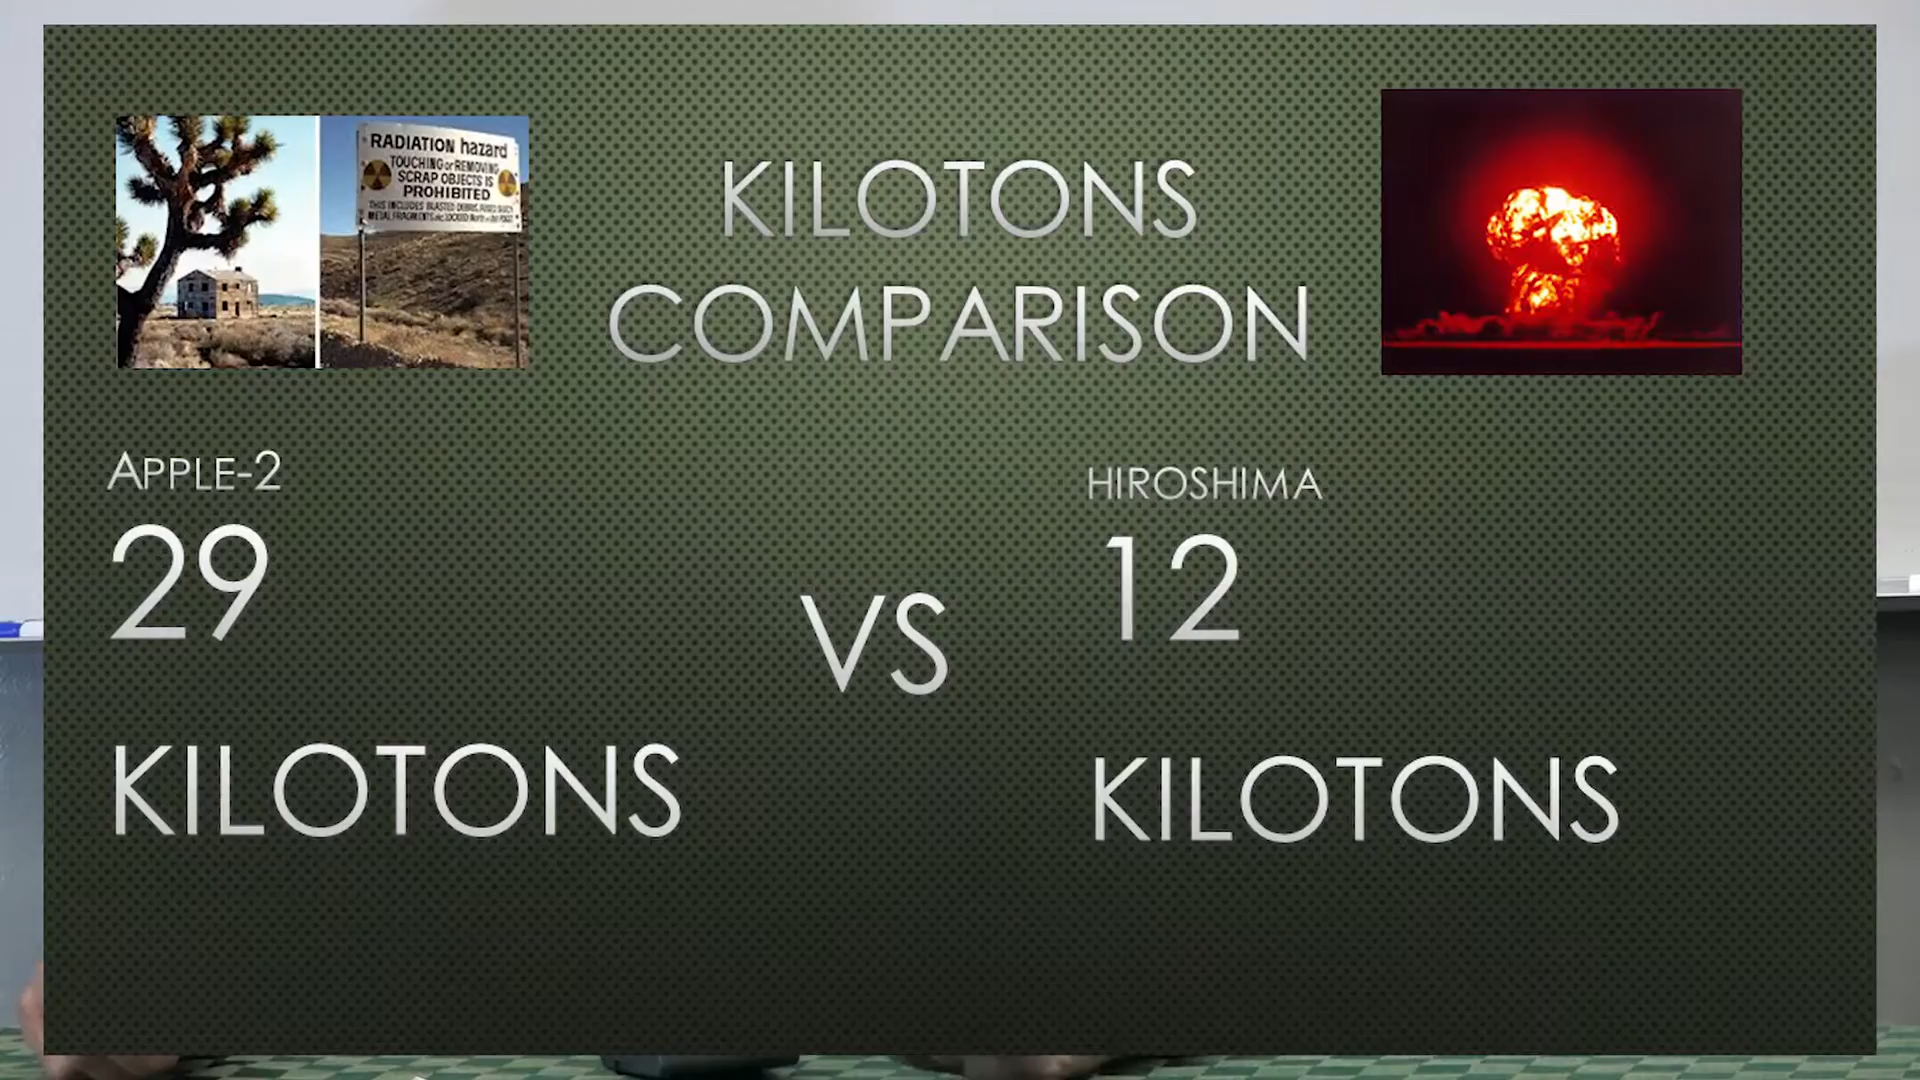 RADIATION hazard
TOUCHING or REMOVING
SCRAP OBJECTS IS
PROHIBITED
KILOTONS
COMPARISON
APPLE-2
29
KILOTONS
VS
HIROSHIMA
12
KILOTONS